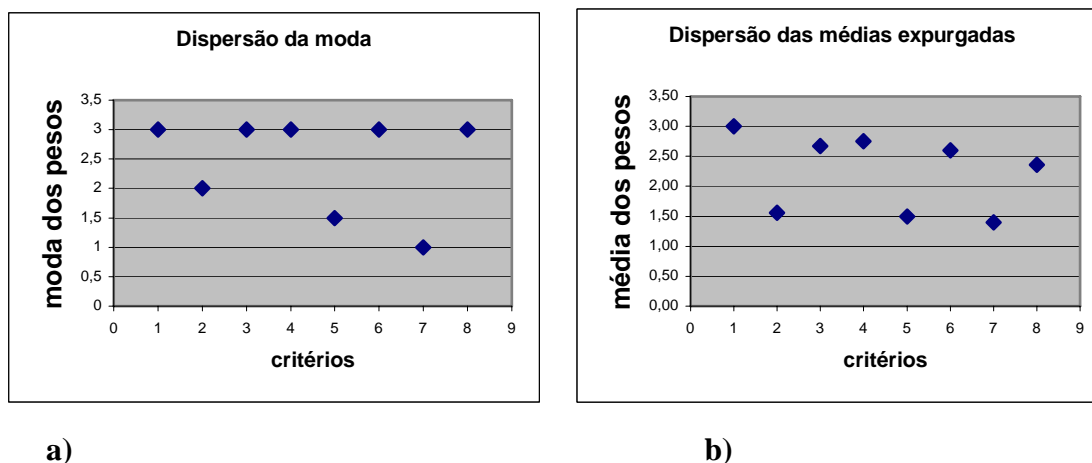 Dispersão da moda
moda dos pesos
3,5
3
2,5
2
1,5
1
0,5
0
0 1 2 3 4 5 6 7 8 9
critérios
a)
Dispersão das médias expurgadas
média dos pesos
3,50
3,00
2,50
2,00
1,50
1,00
0,50
0,00
0 1 2 3 4 5 6 7 8 9
critérios
b)